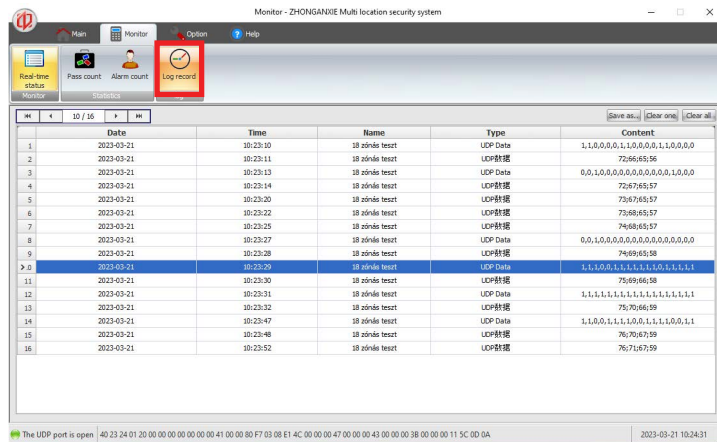 Monitor - ZHONGANXIE Multi location security system
Main Monitor Option Help
Real-time status Pass count Alarm count Log record
Monitor Statistics
10 / 16 Save as... Clear one Clear all
Date Time Name Type Content
1 2023-03-21 10:23:10 18 zónás teszt UDP Data 1,1,0,0,0,0,1,1,0,0,0,0,1,1,0,0,0,0
2 2023-03-21 10:23:11 18 zónás teszt UDP数据 72;66;65;56
3 2023-03-21 10:23:13 18 zónás teszt UDP Data 0,0,1,0,0,0,0,0,0,0,0,0,0,0,1,0,0,0
4 2023-03-21 10:23:14 18 zónás teszt UDP数据 72;67;65;57
5 2023-03-21 10:23:20 18 zónás teszt UDP数据 73;67;65;57
6 2023-03-21 10:23:22 18 zónás teszt UDP数据 73;68;65;57
7 2023-03-21 10:23:25 18 zónás teszt UDP数据 74;68;65;57
8 2023-03-21 10:23:27 18 zónás teszt UDP Data 0,0,1,0,0,0,0,0,0,0,0,0,0,0,0,0,0,0
9 2023-03-21 10:23:28 18 zónás teszt UDP数据 74;69;65;58
2023-03-21 10:23:29 18 zónás teszt UDP Data 1,1,1,0,0,1,1,1,1,1,1,1,0,1,1,1,1,1
11 2023-03-21 10:23:30 18 zónás teszt UDP数据 75;69;66;58
12 2023-03-21 10:23:31 18 zónás teszt UDP Data 1,1,1,1,1,1,1,1,1,1,1,1,1,1,1,1,1,1
13 2023-03-21 10:23:32 18 zónás teszt UDP数据 75;70;66;59
14 2023-03-21 10:23:47 18 zónás teszt UDP Data 1,1,0,0,1,1,1,1,0,0,1,1,1,1,0,0,1,1
15 2023-03-21 10:23:48 18 zónás teszt UDP数据 76;70;67;59
16 2023-03-21 10:23:52 18 zónás teszt UDP数据 76;71;67;59
The UDP port is open 40 23 24 01 20 00 00 00 00 00 00 00 41 00 00 80 F7 03 08 E1 4C 00 00 00 47 00 00 00 43 00 00 00 3B 00 00 00 11 5C 0D 0A 2023-03-21 10:24:31